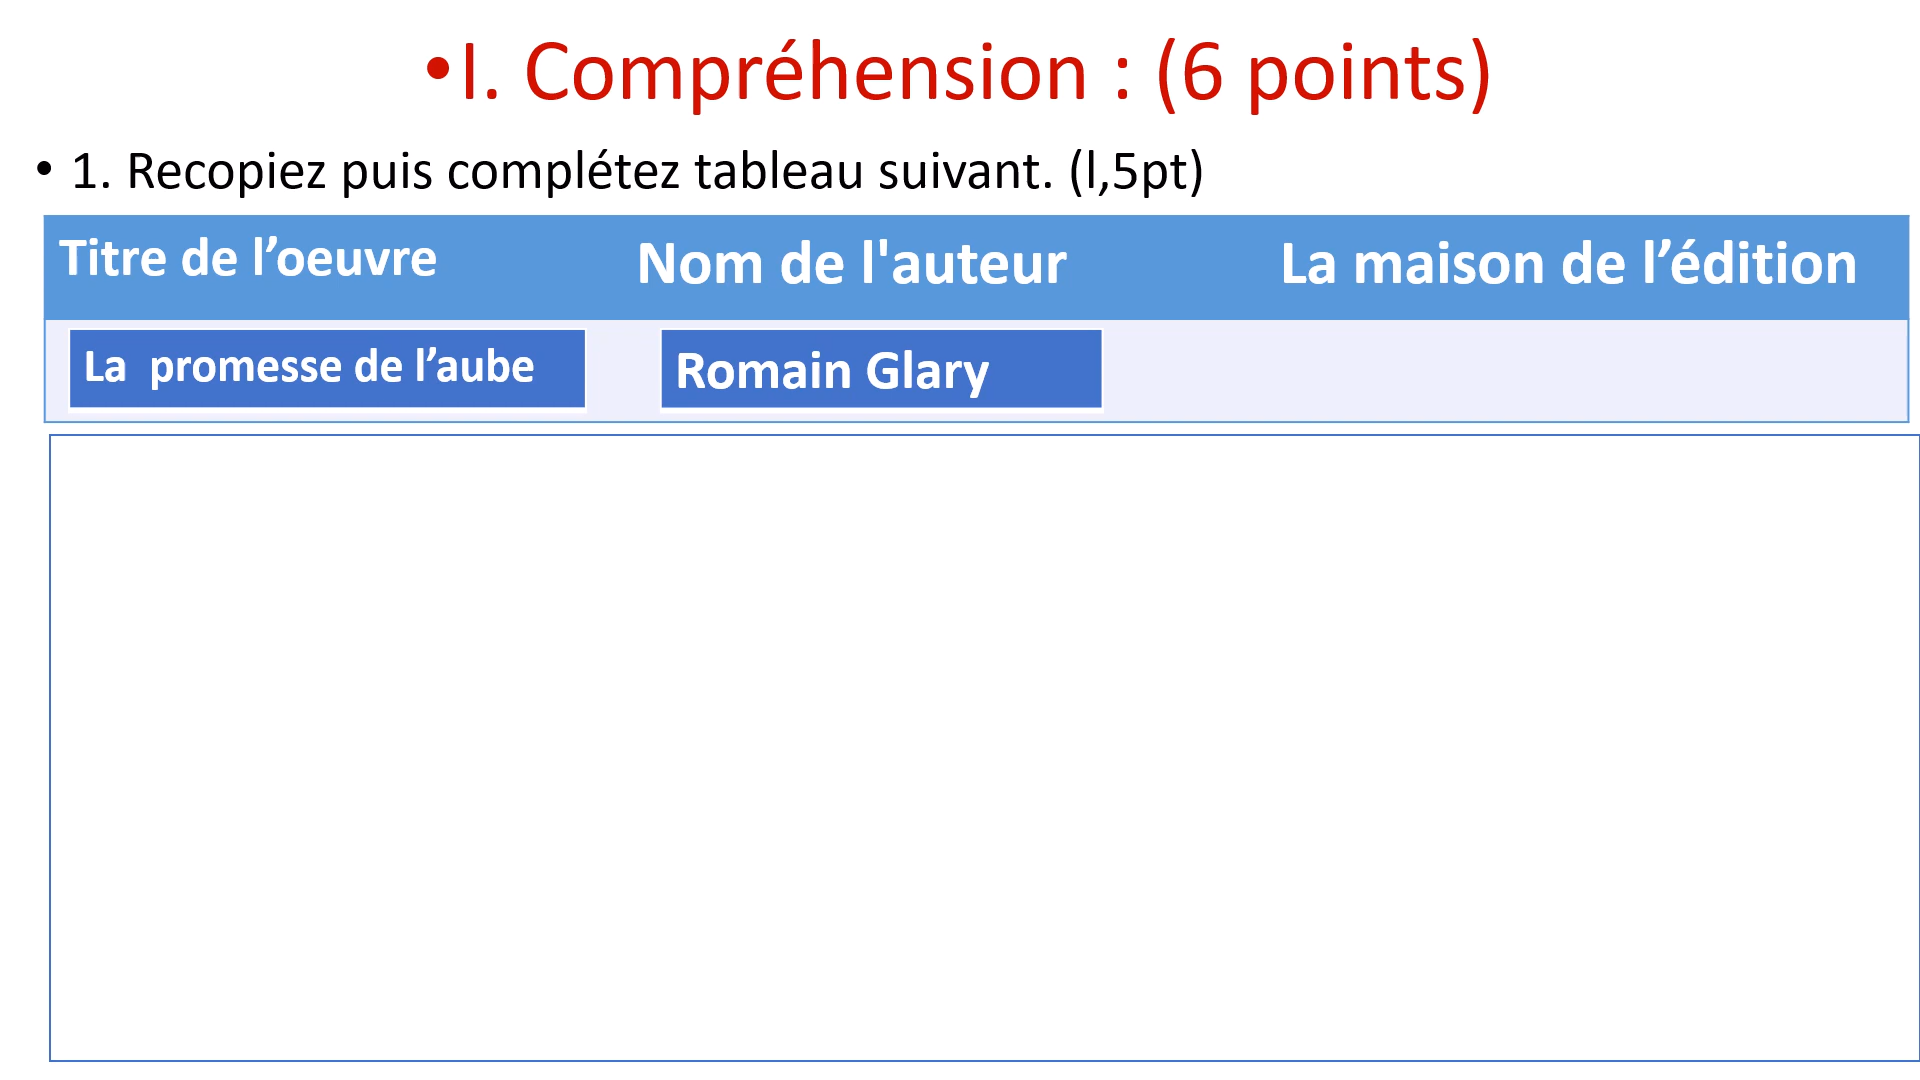 •I. Compréhension : (6 points)
• 1. Recopiez puis complétez tableau suivant. (l,5pt)
Titre de l’oeuvre Nom de l'auteur La maison de l’édition
La promesse de l’aube Romain Glary